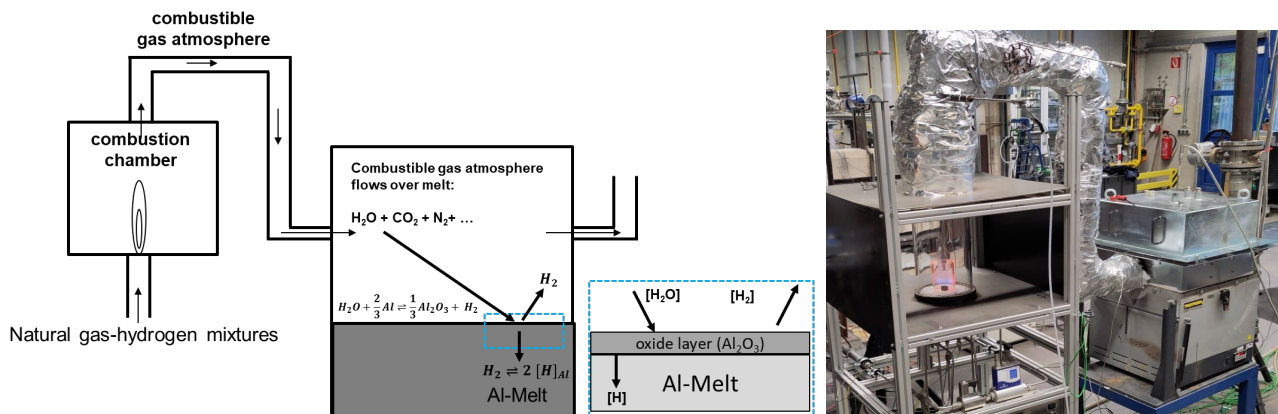 combustible
gas atmosphere
combustion
chamber
Natural gas-hydrogen mixtures
Combustible gas atmosphere
flows over melt:
H₂O + CO₂ + N₂+ …
H₂O + 2/3 Al ⇌ 1/3 Al₂O₃ + H₂
H₂
H₂ ⇌ 2 [H]Al
Al-Melt
[H₂O]
[H₂]
oxide layer (Al₂O₃)
Al-Melt
[H]